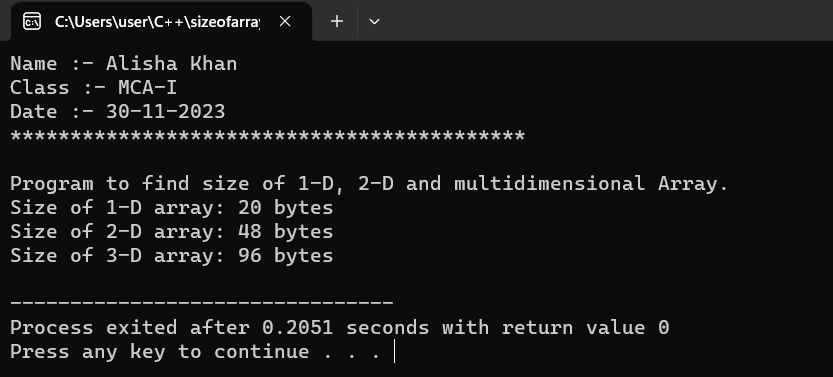 C:\Users\user\C++\sizeofarray
Name :- Alisha Khan
Class :- MCA-I
Date :- 30-11-2023
*******************************************

Program to find size of 1-D, 2-D and multidimensional Array.
Size of 1-D array: 20 bytes
Size of 2-D array: 48 bytes
Size of 3-D array: 96 bytes

--------------------------------
Process exited after 0.2051 seconds with return value 0
Press any key to continue . . .